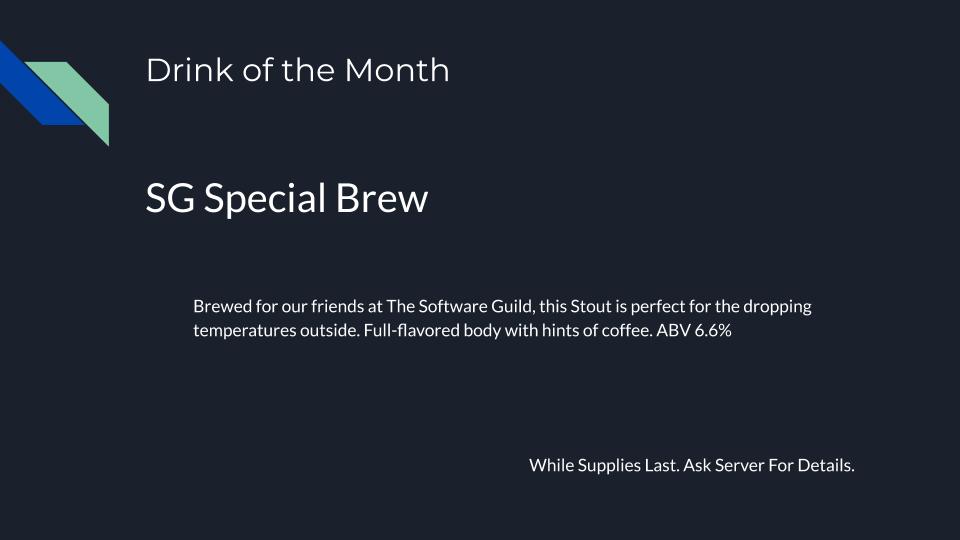 Drink of the Month
SG Special Brew
Brewed for our friends at The Software Guild, this Stout is perfect for the dropping
temperatures outside. Full-flavored body with hints of coffee. ABV 6.6%
While Supplies Last. Ask Server For Details.